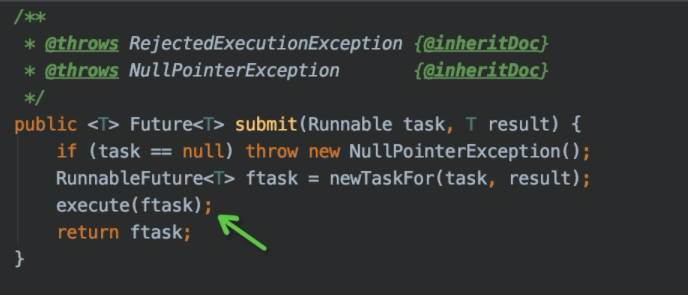 /**
 * @throws RejectedExecutionException {@inheritDoc}
 * @throws NullPointerException       {@inheritDoc}
 */
public <T> Future<T> submit(Runnable task, T result) {
    if (task == null) throw new NullPointerException();
    RunnableFuture<T> ftask = newTaskFor(task, result);
    execute(ftask);
    return ftask;
}